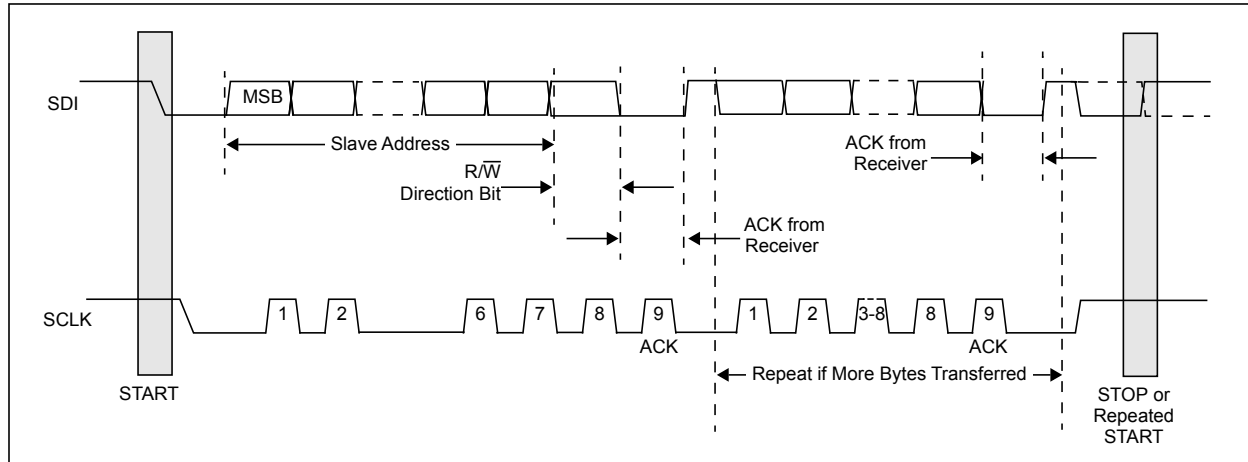 SDI
MSB
Slave Address
R/W̅
Direction Bit
ACK from
Receiver
ACK from
Receiver
SCLK
1
2
6
7
8
9
1
2
3-8
8
9
ACK
ACK
Repeat if More Bytes Transferred
START
STOP or
Repeated
START